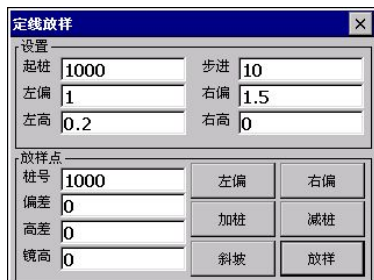 定线放样
设置
起桩 1000 步进 10
左偏 1 右偏 1.5
左高 0.2 右高 0
放样点
桩号 1000 左偏 右偏
偏差 0
高差 0 加桩 减桩
镜高 0 斜坡 放样